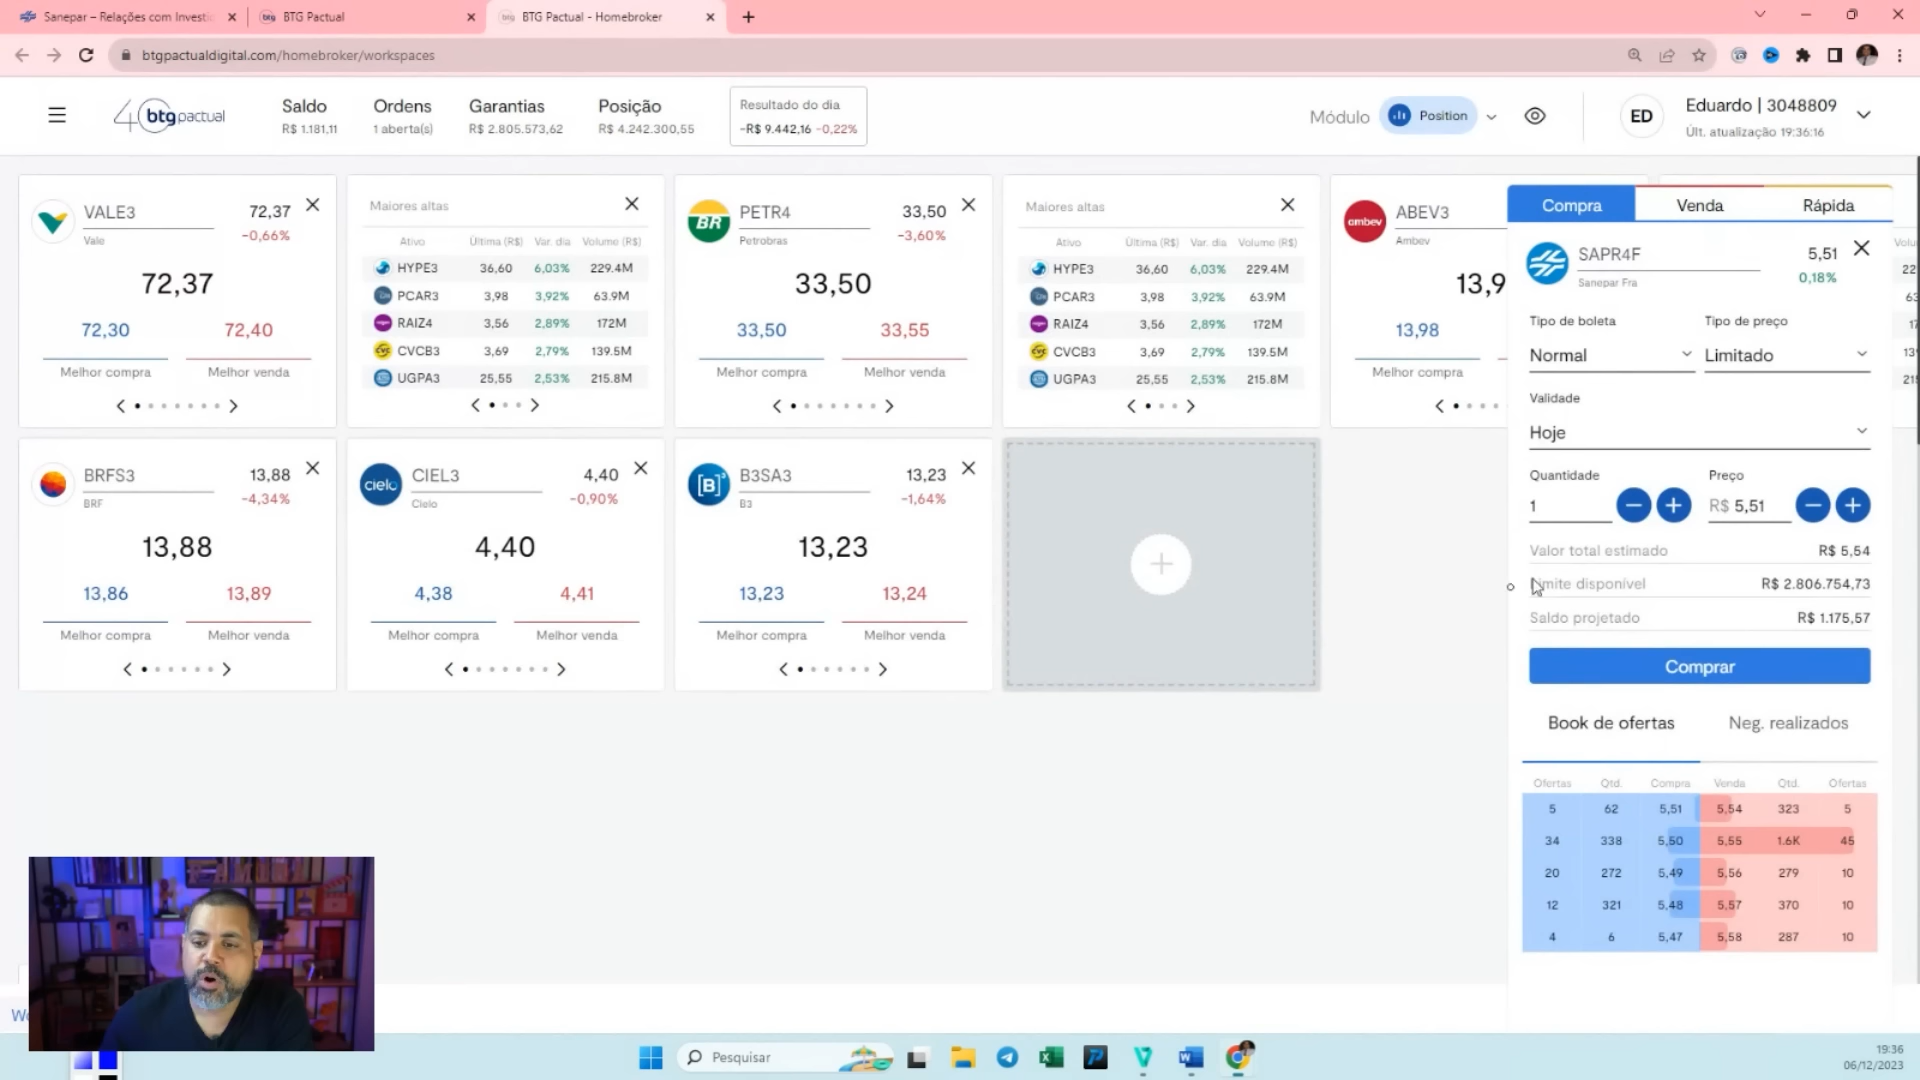 Sanepar – Relações com Investi
BTG Pactual
BTG Pactual - Homebroker
btgpactualdigital.com/homebroker/workspaces
40 btgpactual
Saldo
R$ 1.181,11
Ordens
1 aberta(s)
Garantias
R$ 2.805.573,62
Posição
R$ 4.242.300,55
Resultado do dia
-R$ 9.442,16 -0,22%
Módulo
Position
ED
Eduardo | 3048809
Últ. atualização 19:36:16
VALE3 72,37
Vale -0,66%
72,37
72,30 72,40
Melhor compra Melhor venda
Maiores altas
Ativo Última (R$) Var. dia Volume (R$)
HYPE3 36,60 6,03% 229.4M
PCAR3 3,98 3,92% 63.9M
RAIZ4 3,56 2,89% 172M
CVCB3 3,69 2,79% 139.5M
UGPA3 25,55 2,53% 215.8M
BR
PETR4 33,50
Petrobras -3,60%
33,50
33,50 33,55
Melhor compra Melhor venda
Maiores altas
Ativo Última (R$) Var. dia Volume (R$)
HYPE3 36,60 6,03% 229.4M
PCAR3 3,98 3,92% 63.9M
RAIZ4 3,56 2,89% 172M
CVCB3 3,69 2,79% 139.5M
UGPA3 25,55 2,53% 215.8M
ambev
ABEV3
Ambev
13,9
13,98
Melhor compra
BRFS3 13,88
BRF -4,34%
13,88
13,86 13,89
Melhor compra Melhor venda
cielo
CIEL3 4,40
Cielo -0,90%
4,40
4,38 4,41
Melhor compra Melhor venda
[B]³
B3SA3 13,23
B3 -1,64%
13,23
13,23 13,24
Melhor compra Melhor venda
Compra Venda Rápida
SAPR4F 5,51
Sanepar Fra 0,18%
Tipo de boleta Tipo de preço
Normal Limitado
Validade
Hoje
Quantidade Preço
1 R$ 5,51
Valor total estimado R$ 5,54
Limite disponível R$ 2.806.754,73
Saldo projetado R$ 1.175,57
Comprar
Book de ofertas Neg. realizados
Ofertas Qtd. Compra Venda Qtd. Ofertas
5 62 5,51 5,54 323 5
34 338 5,50 5,55 1.6K 45
20 272 5,49 5,56 279 10
12 321 5,48 5,57 370 10
4 6 5,47 5,58 287 10
Pesquisar
19:36
06/12/2023